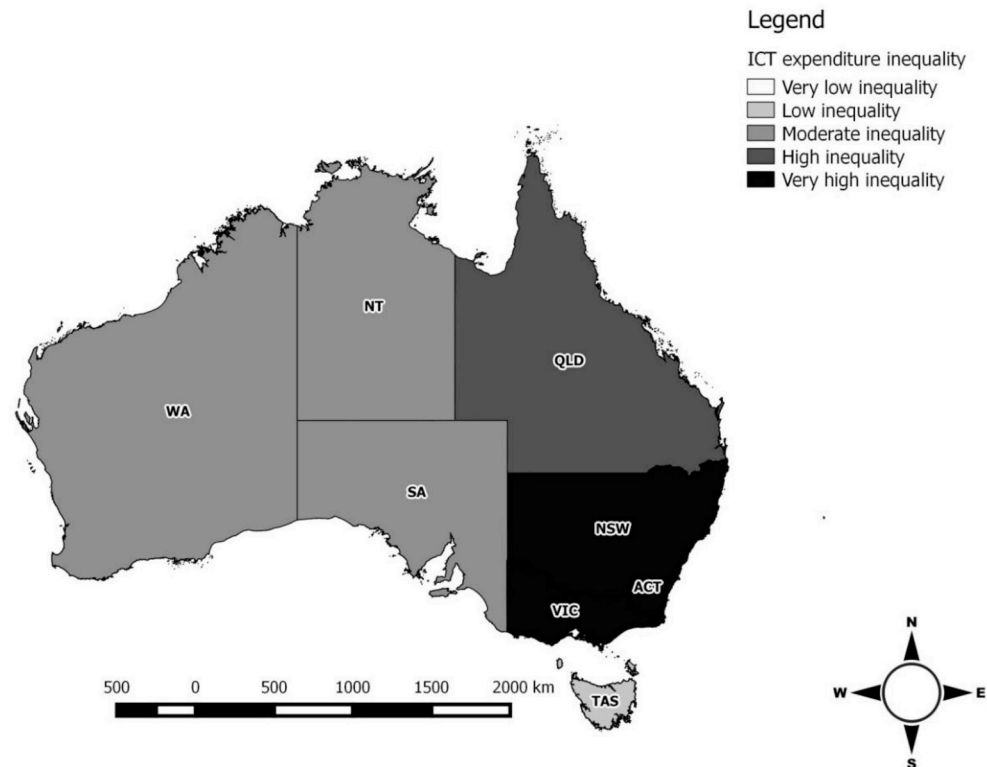 Legend
ICT expenditure inequality
Very low inequality
Low inequality
Moderate inequality
High inequality
Very high inequality
NT
QLD
WA
SA
NSW
ACT
VIC
TAS
500 0 500 1000 1500 2000 km
N
W E
S